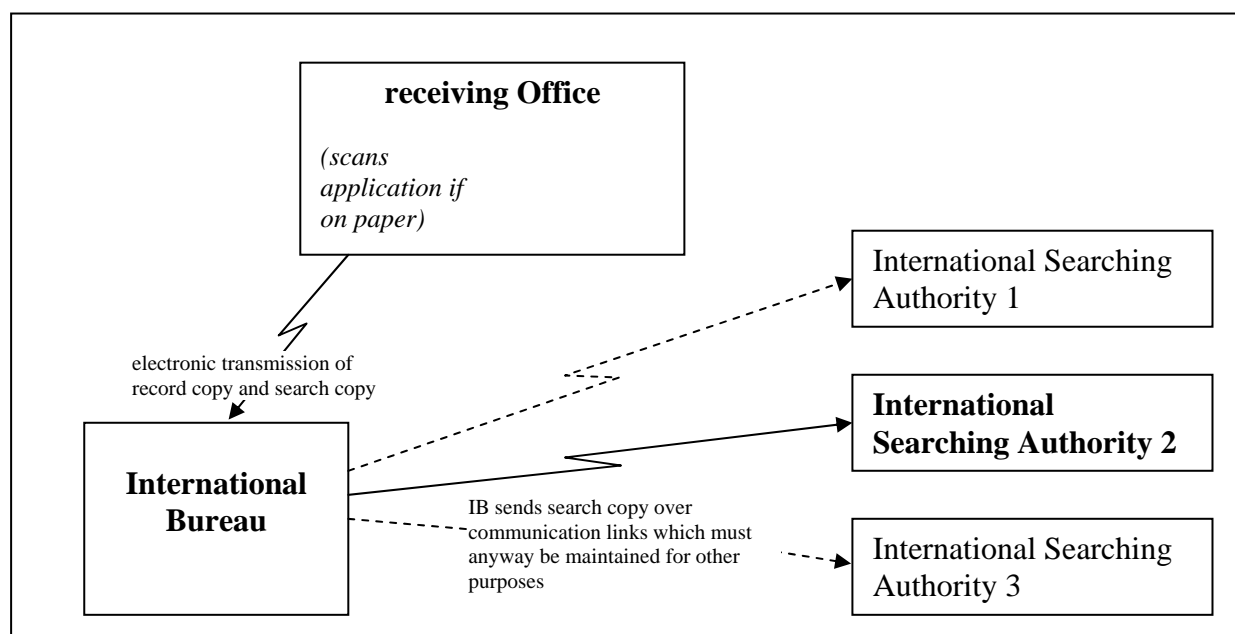 receiving Office
(scans
application if
on paper)
International Searching
Authority 1
electronic transmission of
record copy and search copy
International
Searching Authority 2
International
Bureau
IB sends search copy over
communication links which must
anyway be maintained for other
purposes
International Searching
Authority 3